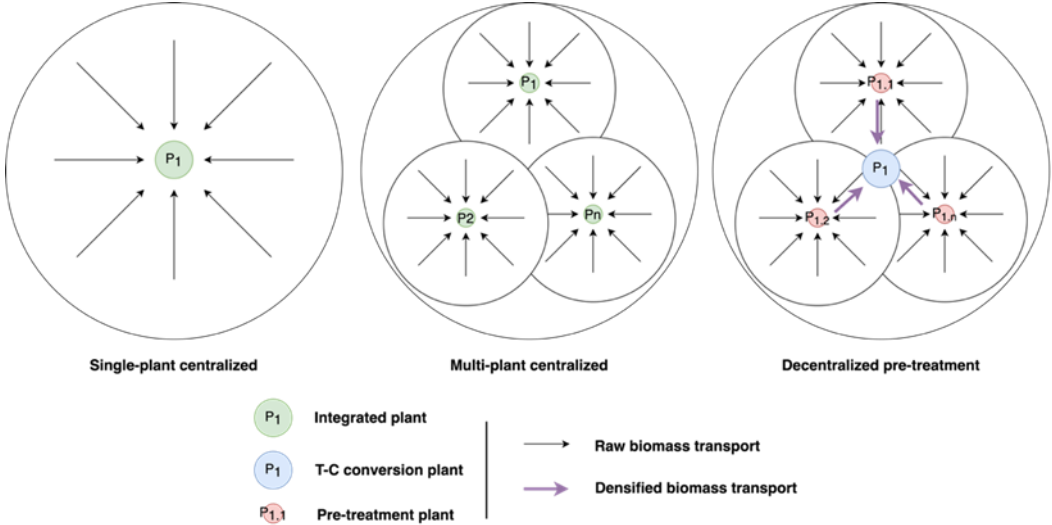 P1
Single-plant centralized
P1
P2
Pn
Multi-plant centralized
P1,1
P1
P1,2
P1,n
Decentralized pre-treatment
P1 Integrated plant
P1 T-C conversion plant
P1,1 Pre-treatment plant
Raw biomass transport
Densified biomass transport